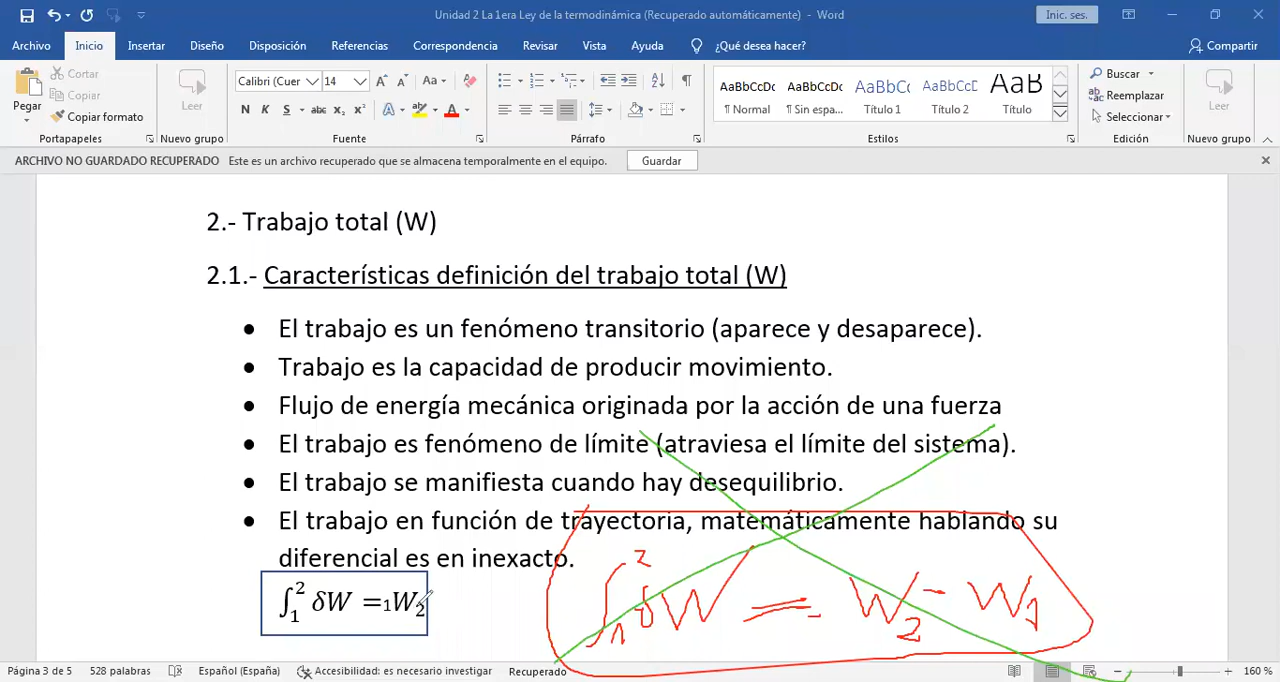 Unidad 2 La 1era Ley de la termodinámica (Recuperado automáticamente) - Word
Inic. ses.
Archivo Inicio Insertar Diseño Disposición Referencias Correspondencia Revisar Vista Ayuda ¿Qué desea hacer? Compartir
Pegar
Cortar
Copiar
Copiar formato
Portapapeles
Leer
Nuevo grupo
Calibri (Cuer 14 Aa
N K S abc x₂ x² A ab A
Fuente
Párrafo
AaBbCcDc AaBbCcDc AaBbCc AaBbCcD AaB
¶ Normal ¶ Sin espa... Título 1 Título 2 Título
Estilos
Buscar
Reemplazar
Seleccionar
Edición
Leer
Nuevo grupo
ARCHIVO NO GUARDADO RECUPERADO Este es un archivo recuperado que se almacena temporalmente en el equipo. Guardar
2.- Trabajo total (W)
2.1.- Características definición del trabajo total (W)
• El trabajo es un fenómeno transitorio (aparece y desaparece).
• Trabajo es la capacidad de producir movimiento.
• Flujo de energía mecánica originada por la acción de una fuerza
• El trabajo es fenómeno de límite (atraviesa el límite del sistema).
• El trabajo se manifiesta cuando hay desequilibrio.
• El trabajo en función de trayectoria, matemáticamente hablando su
diferencial es en inexacto.
∫₁² δW =₁W₂
∫₁² δW = W₂ - W₁
Página 3 de 5 528 palabras Español (España) Accesibilidad: es necesario investigar Recuperado 160 %